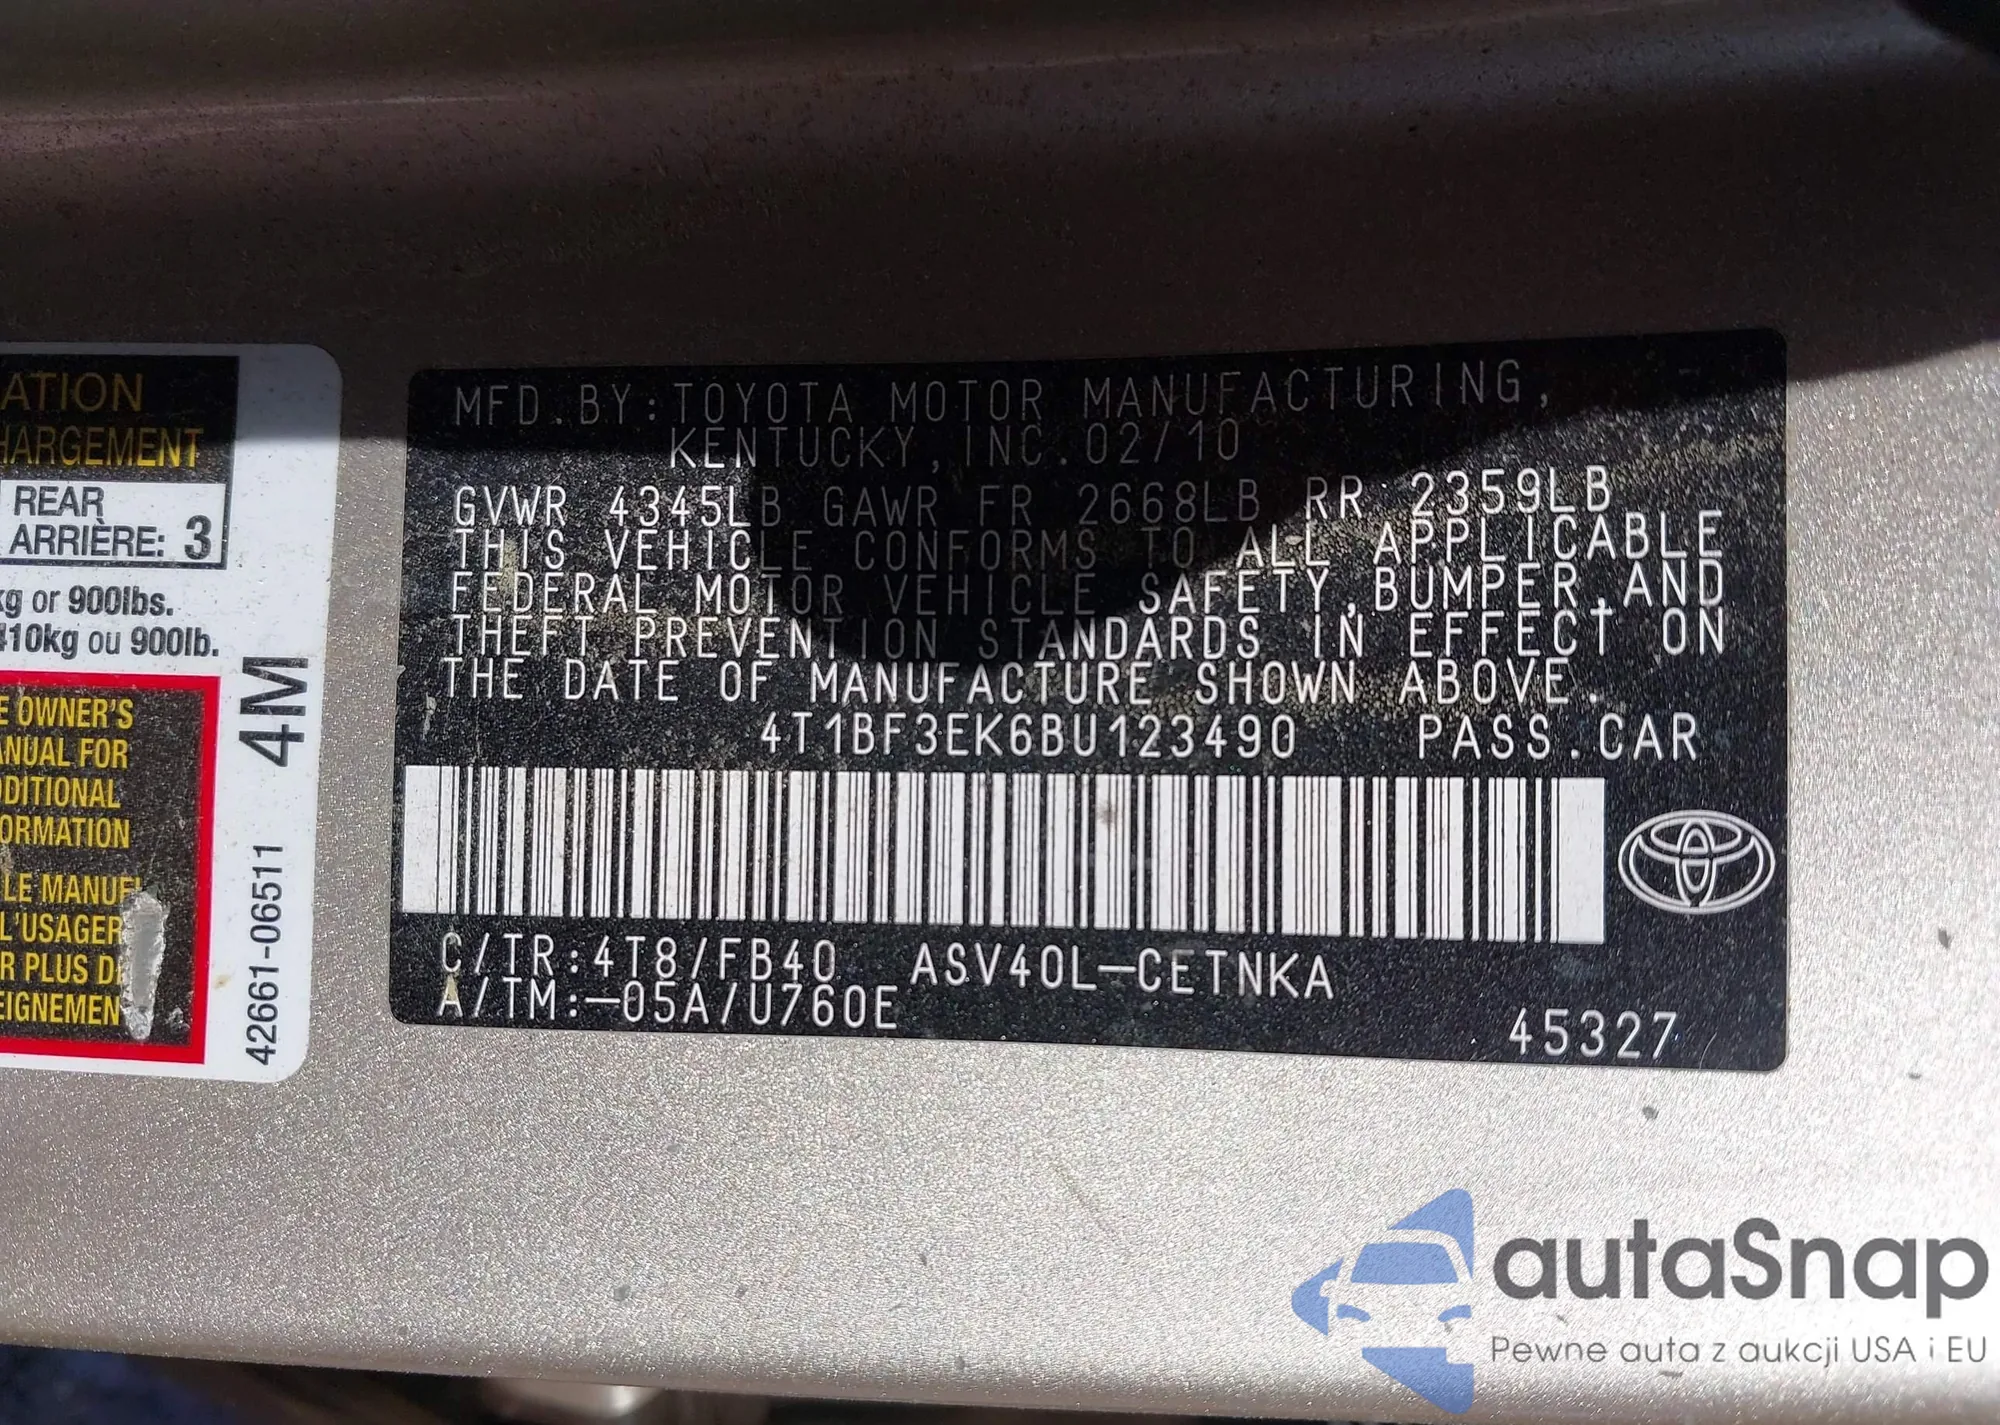 ATION
HARGEMENT
REAR
ARRIÈRE: 3
kg or 900lbs.
410kg ou 900lb.
E OWNER'S
ANUAL FOR
DDITIONAL
ORMATION
LE MANUEL
L'USAGER
R PLUS D
EIGNEMEN
42661-06511 4M
MFD.BY:TOYOTA MOTOR MANUFACTURING,
KENTUCKY,INC.02/10
GVWR 4345LB GAWR FR 2668LB RR 2359LB
THIS VEHICLE CONFORMS TO ALL APPLICABLE
FEDERAL MOTOR VEHICLE SAFETY,BUMPER,AND
THEFT PREVENTION STANDARDS IN EFFECT ON
THE DATE OF MANUFACTURE SHOWN ABOVE.
4T1BF3EK6BU123490 PASS.CAR
C/TR:4T8/FB40 ASV40L-CETNKA
A/TM:-05A/U760E
45327
autaSnap
Pewne auta z aukcji USA i EU